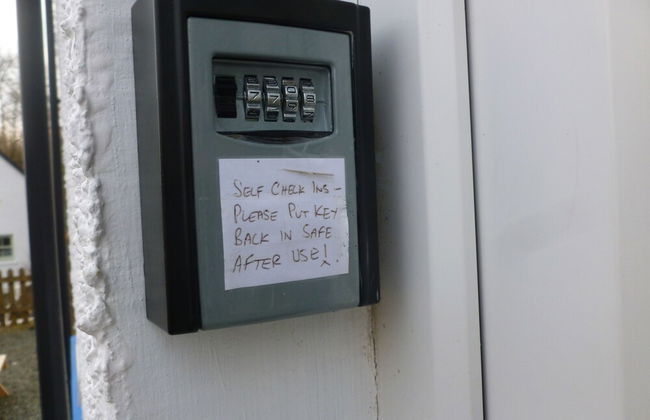 SELF CHECK INS -
PLEASE PUT KEY
BACK IN SAFE
AFTER USE!